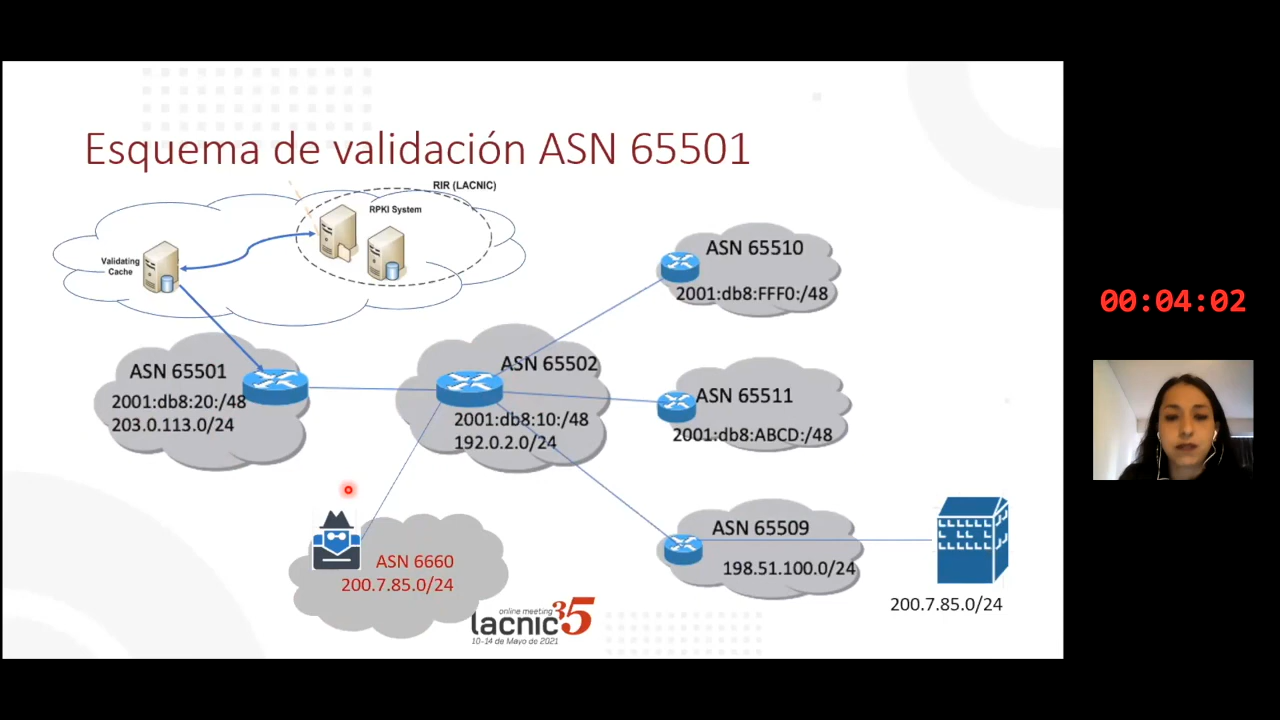 Esquema de validación ASN 65501
RIR (LACNIC)
RPKI System
Validating
Cache
ASN 65510
2001:db8:FFF0:/48
00:04:02
ASN 65501
2001:db8:20:/48
203.0.113.0/24
ASN 65502
2001:db8:10:/48
192.0.2.0/24
ASN 65511
2001:db8:ABCD:/48
ASN 6660
200.7.85.0/24
ASN 65509
198.51.100.0/24
200.7.85.0/24
online meeting
lacnic35
10-14 de Mayo de 2021